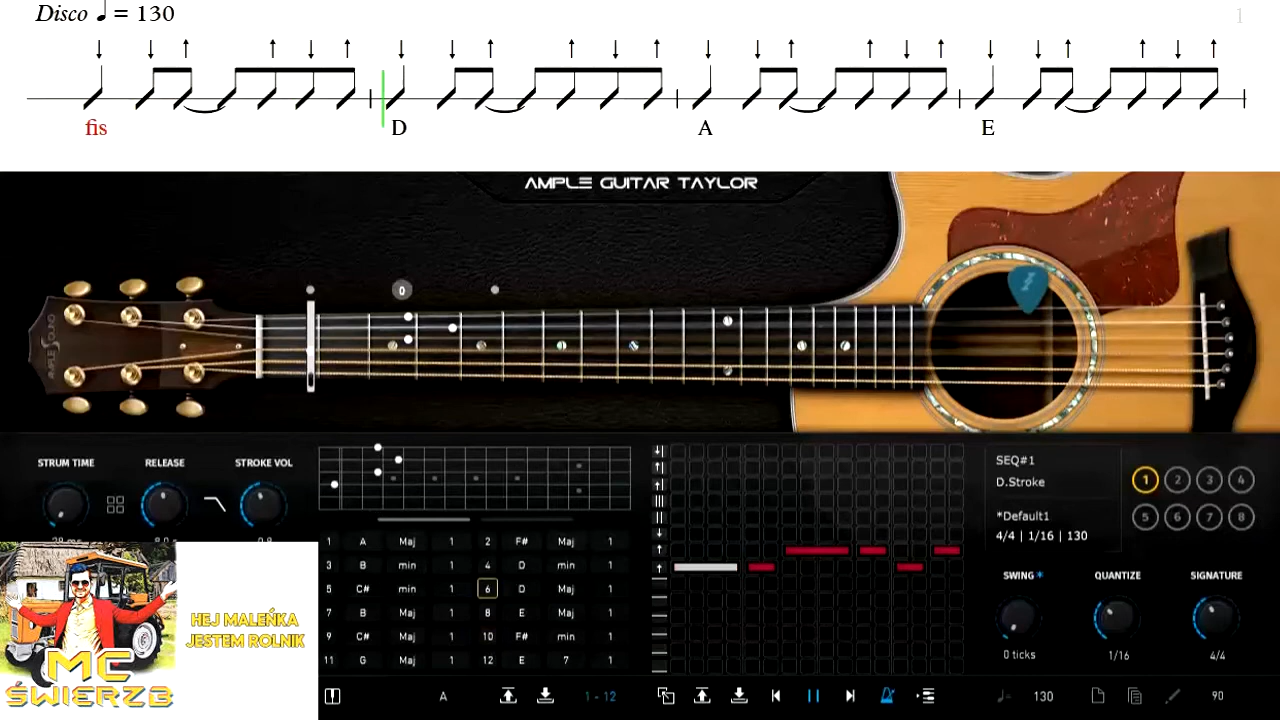 Disco ♩ = 130
1
fis D A E
AMPLE GUITAR TAYLOR
0
STRUM TIME RELEASE STROKE VOL
1 A Maj 1 2 F# Maj 1
3 B min 1 4 D Maj 1
5 C# min 1 6 D Maj 1
7 B Maj 1 8 E Maj 1
9 C# Maj 1 10 F# min 1
11 G Maj 1 12 E 7 1
A 1 - 12
SEQ#1
D.Stroke
*Default1
4/4 | 1/16 | 130
1 2 3 4
5 6 7 8
SWING* QUANTIZE SIGNATURE
0 ticks 1/16 4/4
130 90
HEJ MALEŃKA
JESTEM ROLNIK
MC
ŚWIERZB